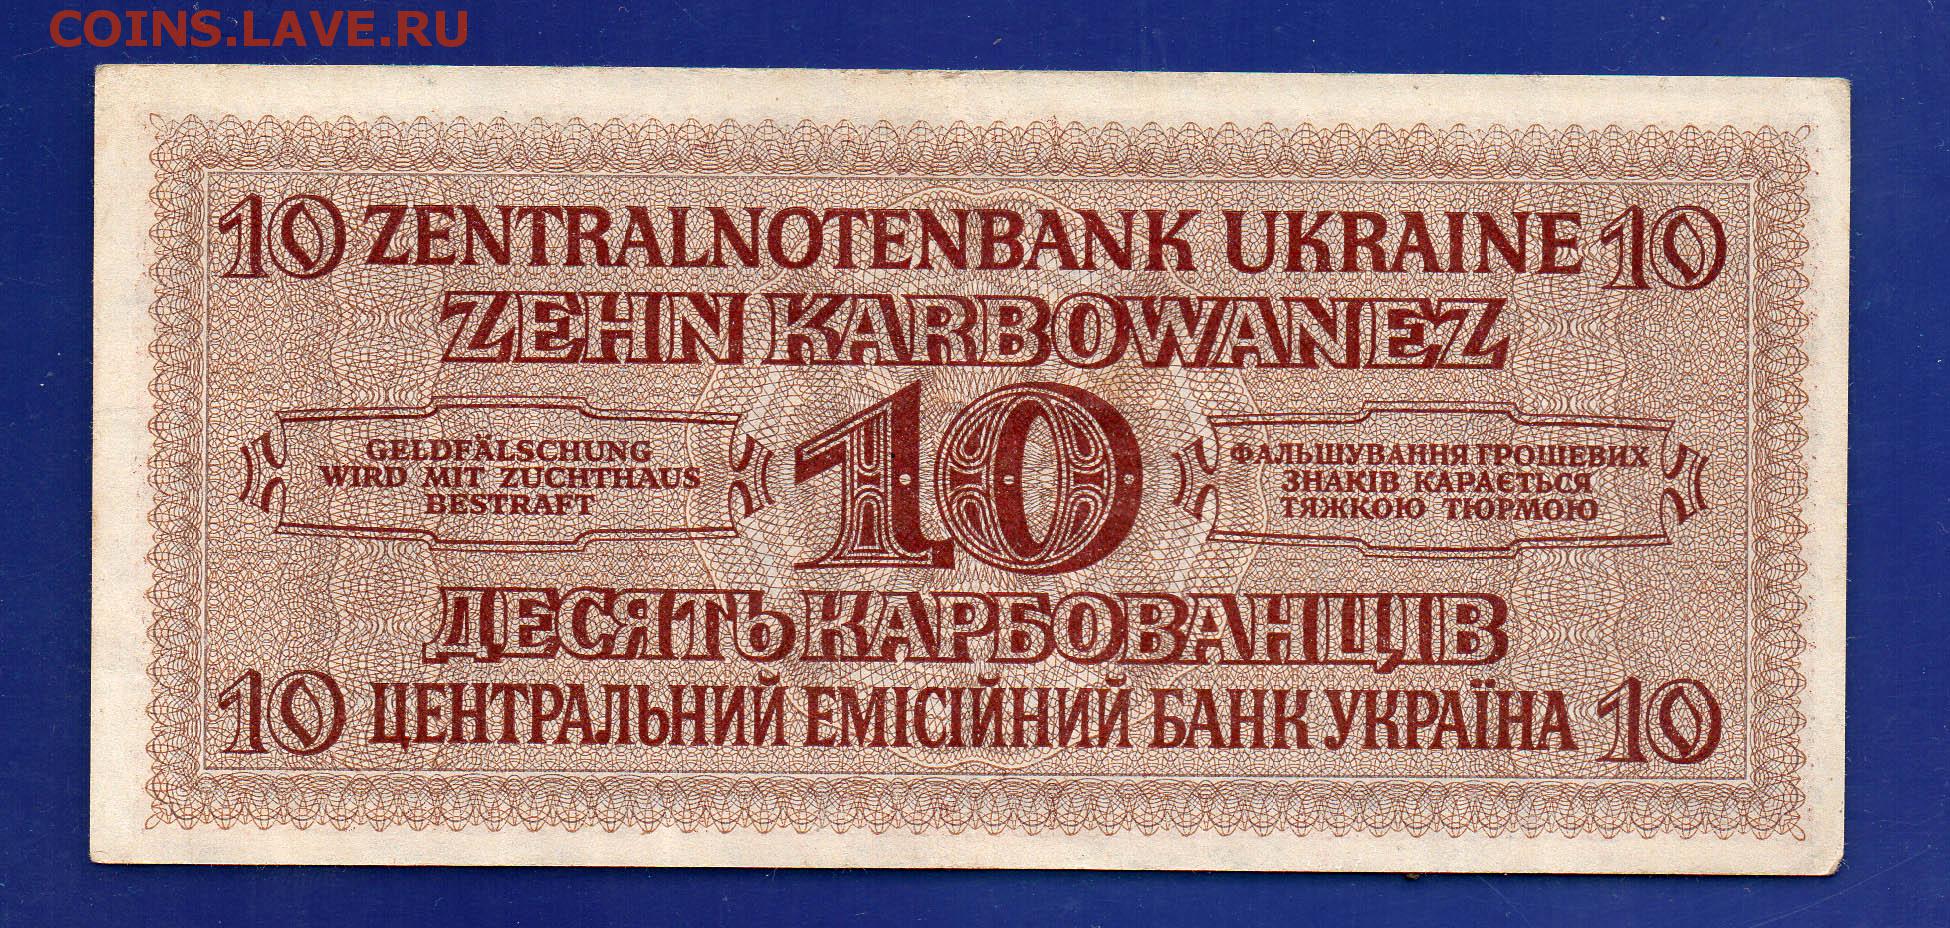 COINS.LAVE.RU
10 ZENTRALNOTENBANK UKRAINE 10
ZEHN KARBOWANEZ
GELDFÄLSCHUNG
WIRD MIT ZUCHTHAUS
BESTRAFT
10
ФАЛЬШУВАННЯ ГРОШЕВИХ
ЗНАКІВ КАРАЄТЬСЯ
ТЯЖКОЮ ТЮРМОЮ
ДЕСЯТЬ КАРБОВАНЦІВ
10 ЦЕНТРАЛЬНИЙ ЕМІСІЙНИЙ БАНК УКРАЇНА 10